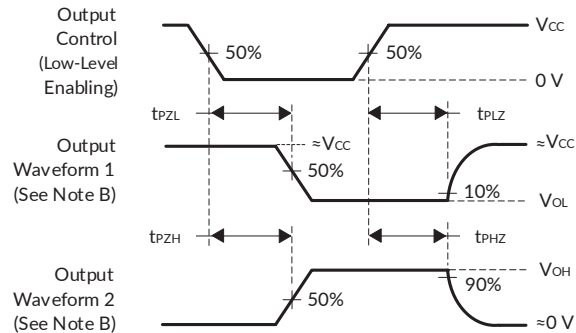 Output
Control
(Low-Level
Enabling)
50%
50%
VCC
0 V
tPZL
tPLZ
Output
Waveform 1
(See Note B)
≈VCC
50%
≈VCC
10%
VOL
tPZH
tPHZ
Output
Waveform 2
(See Note B)
50%
VOH
90%
≈0 V